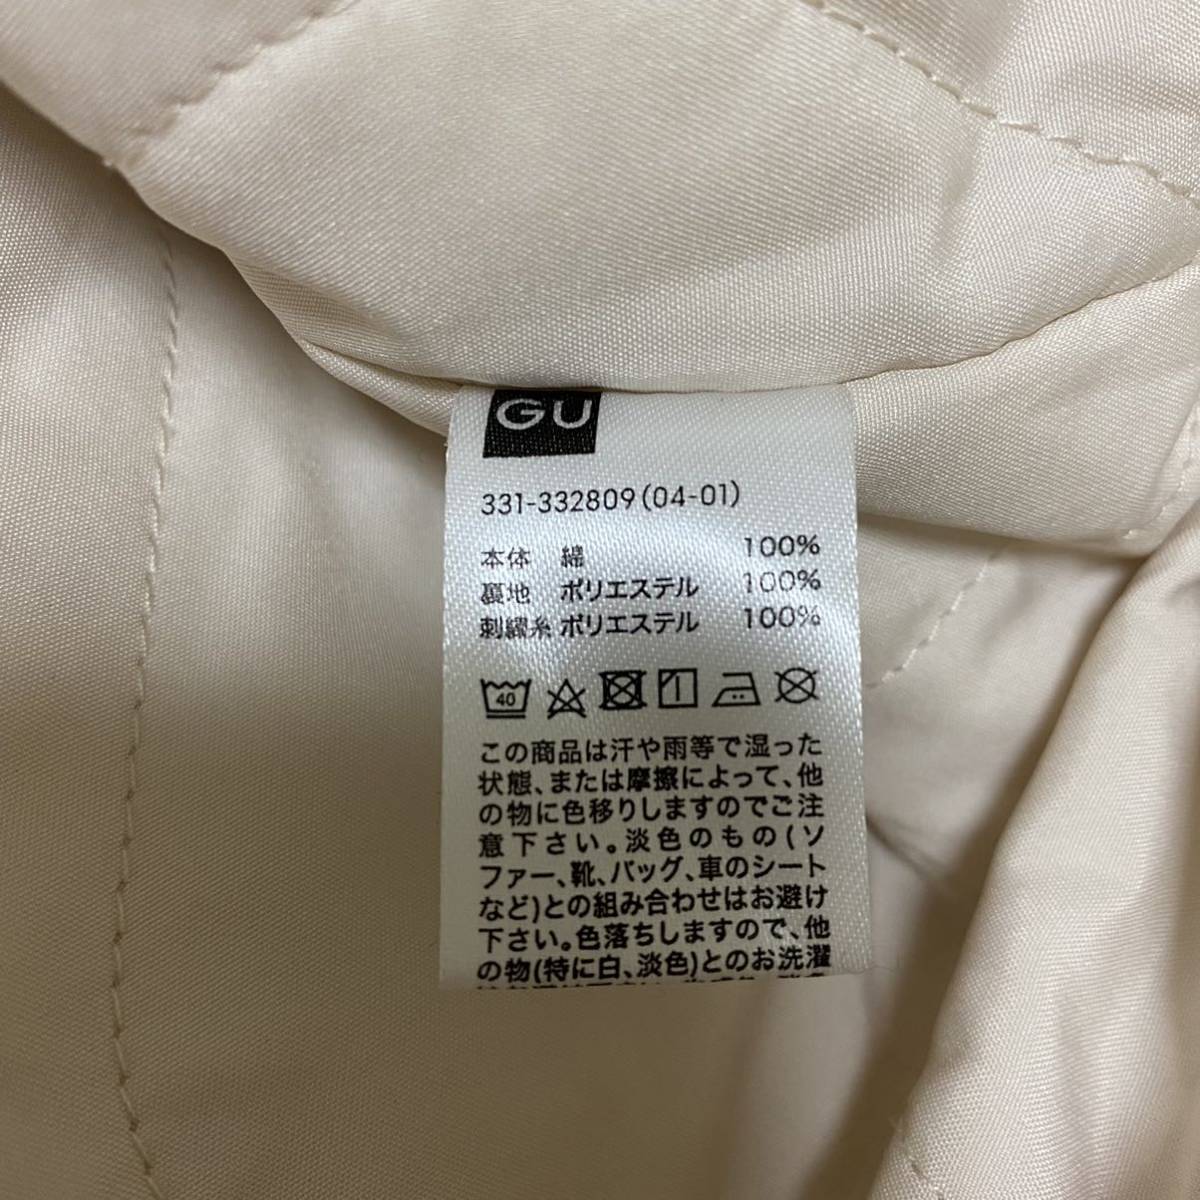 GU
331-332809(04-01)
本体 綿 100%
裏地 ポリエステル 100%
刺繍糸 ポリエステル 100%
40
この商品は汗や雨等で湿った
状態、または摩擦によって、他
の物に色移りしますのでご注
意下さい。淡色のもの(ソ
ファー、靴、バッグ、車のシート
など)との組み合わせはお避け
下さい。色落ちしますので、他
の物(特に白、淡色)とのお洗濯